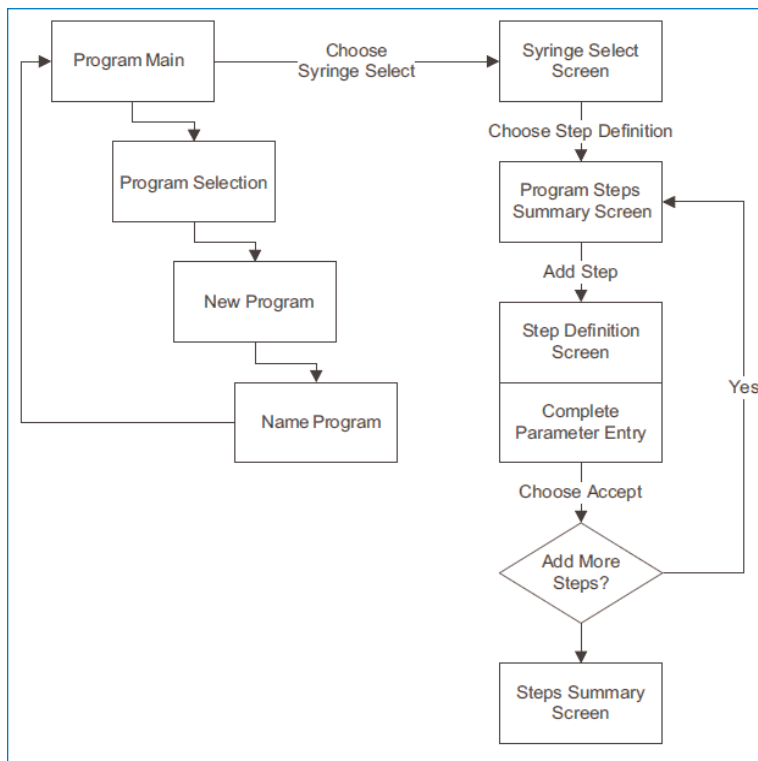 Program Main
Choose
Syringe Select
Syringe Select
Screen
Choose Step Definition
Program Selection
Program Steps
Summary Screen
Add Step
New Program
Step Definition
Screen
Yes
Name Program
Complete
Parameter Entry
Choose Accept
Add More
Steps?
Steps Summary
Screen